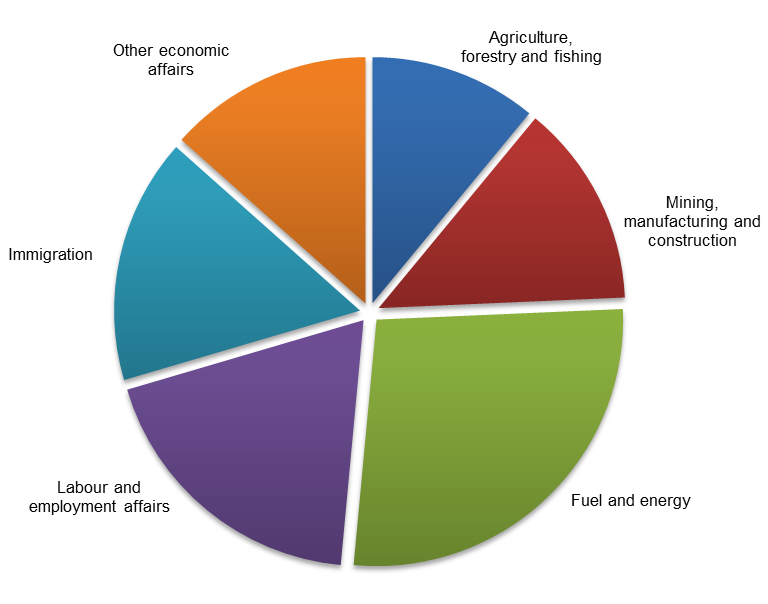 Agriculture,
forestry and fishing
Other economic
affairs
Mining,
manufacturing and
construction
Immigration
Labour and
employment affairs
Fuel and energy